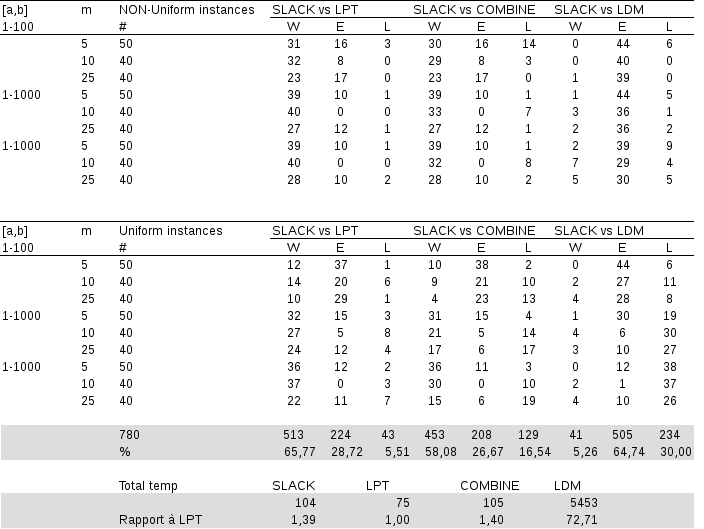 [a,b] m NON-Uniform instances SLACK vs LPT SLACK vs COMBINE SLACK vs LDM
1-100 # W E L W E L W E L
5 50 31 16 3 30 16 14 0 44 6
10 40 32 8 0 29 8 3 0 40 0
25 40 23 17 0 23 17 0 1 39 0
1-1000 5 50 39 10 1 39 10 1 1 44 5
10 40 40 0 0 33 0 7 3 36 1
25 40 27 12 1 27 12 1 2 36 2
1-1000 5 50 39 10 1 39 10 1 2 39 9
10 40 40 0 0 32 0 8 7 29 4
25 40 28 10 2 28 10 2 5 30 5
[a,b] m Uniform instances SLACK vs LPT SLACK vs COMBINE SLACK vs LDM
1-100 # W E L W E L W E L
5 50 12 37 1 10 38 2 0 44 6
10 40 14 20 6 9 21 10 2 27 11
25 40 10 29 1 4 23 13 4 28 8
1-1000 5 50 32 15 3 31 15 4 1 30 19
10 40 27 5 8 21 5 14 4 6 30
25 40 24 12 4 17 6 17 3 10 27
1-1000 5 50 36 12 2 36 11 3 0 12 38
10 40 37 0 3 30 0 10 2 1 37
25 40 22 11 7 15 6 19 4 10 26
780 513 224 43 453 208 129 41 505 234
% 65,77 28,72 5,51 58,08 26,67 16,54 5,26 64,74 30,00
Total temp SLACK LPT COMBINE LDM
104 75 105 5453
Rapport à LPT 1,39 1,00 1,40 72,71